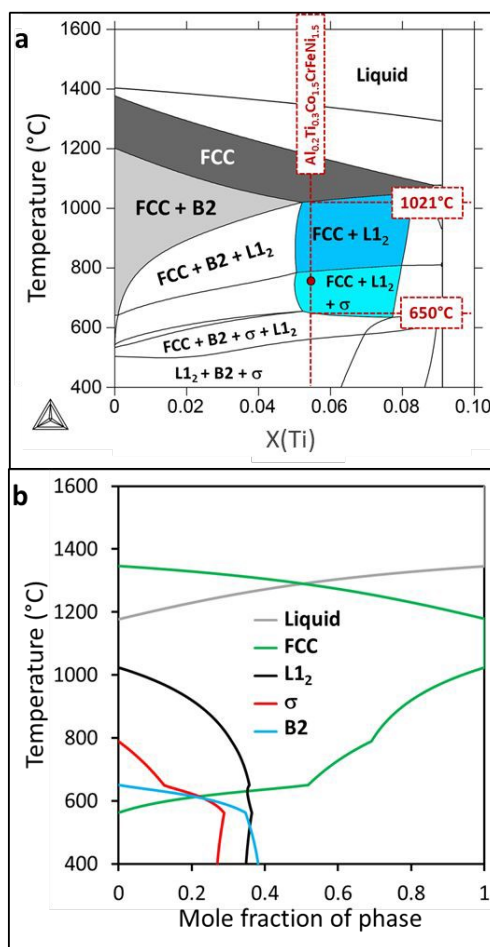 a
1600
1400
1200
1000
800
600
400
Temperature (°C)
Liquid
Al0.2Ti0.3Co1.5CrFeNi1.5
FCC
1021°C
FCC + B2
FCC + L12
FCC + B2 + L12
FCC + L12
+ σ
650°C
FCC + B2 + σ + L12
L12 + B2 + σ
0 0.02 0.04 0.06 0.08 0.10
X(Ti)
b
1600
1400
1200
1000
800
600
400
Temperature (°C)
Liquid
FCC
L12
σ
B2
0 0.2 0.4 0.6 0.8 1
Mole fraction of phase